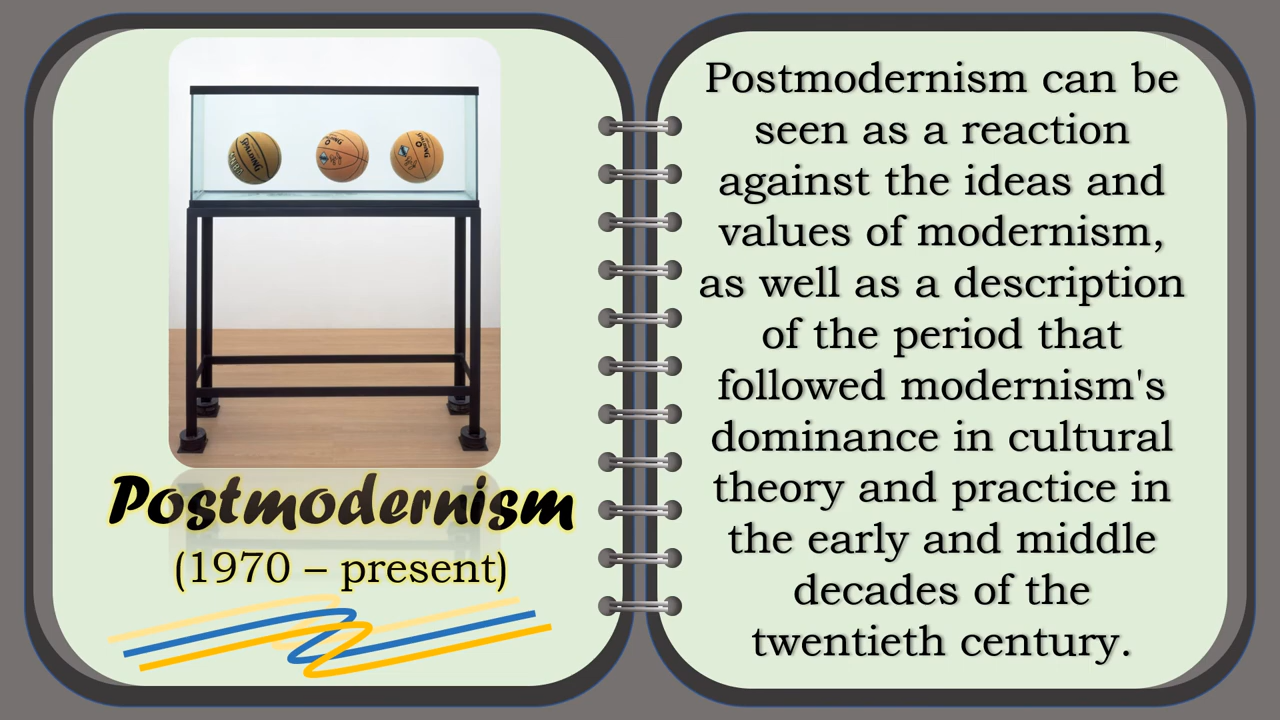 SPALDING
Postmodernism
(1970 – present)
Postmodernism can be
seen as a reaction
against the ideas and
values of modernism,
as well as a description
of the period that
followed modernism's
dominance in cultural
theory and practice in
the early and middle
decades of the
twentieth century.